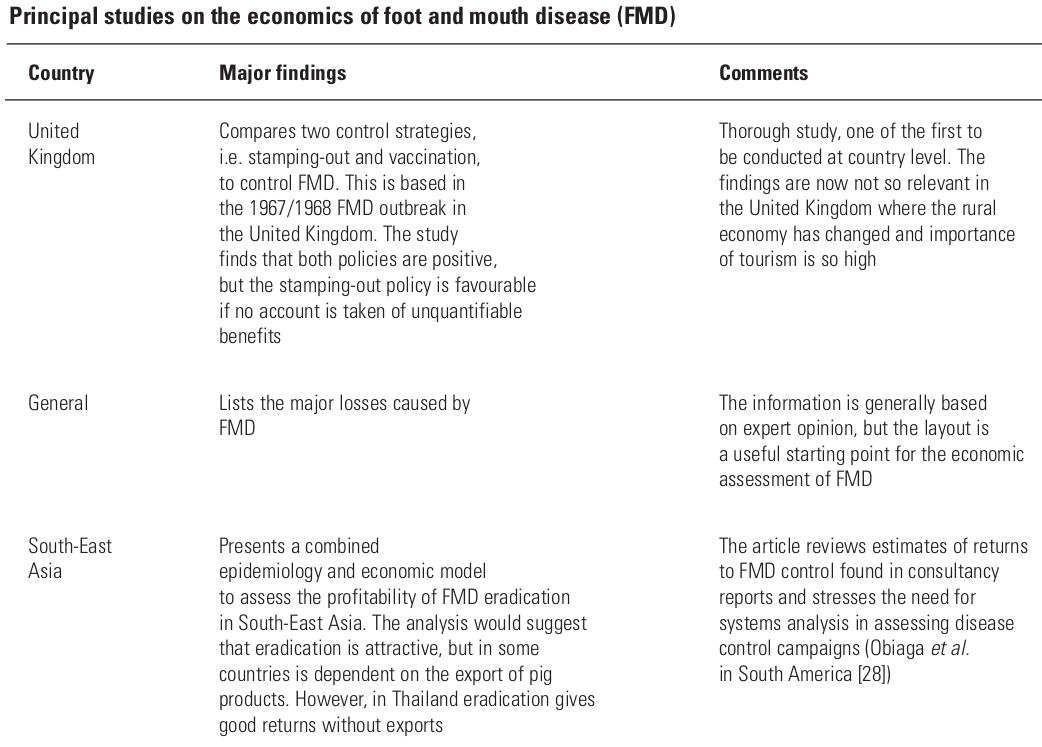 Principal studies on the economics of foot and mouth disease (FMD)
Country
Major findings
Comments
United
Kingdom
Compares two control strategies,
i.e. stamping-out and vaccination,
to control FMD. This is based in
the 1967/1968 FMD outbreak in
the United Kingdom. The study
finds that both policies are positive,
but the stamping-out policy is favourable
if no account is taken of unquantifiable
benefits
Thorough study, one of the first to
be conducted at country level. The
findings are now not so relevant in
the United Kingdom where the rural
economy has changed and importance
of tourism is so high
General
Lists the major losses caused by
FMD
The information is generally based
on expert opinion, but the layout is
a useful starting point for the economic
assessment of FMD
South-East
Asia
Presents a combined
epidemiology and economic model
to assess the profitability of FMD eradication
in South-East Asia. The analysis would suggest
that eradication is attractive, but in some
countries is dependent on the export of pig
products. However, in Thailand eradication gives
good returns without exports
The article reviews estimates of returns
to FMD control found in consultancy
reports and stresses the need for
systems analysis in assessing disease
control campaigns (Obiaga et al.
in South America [28])